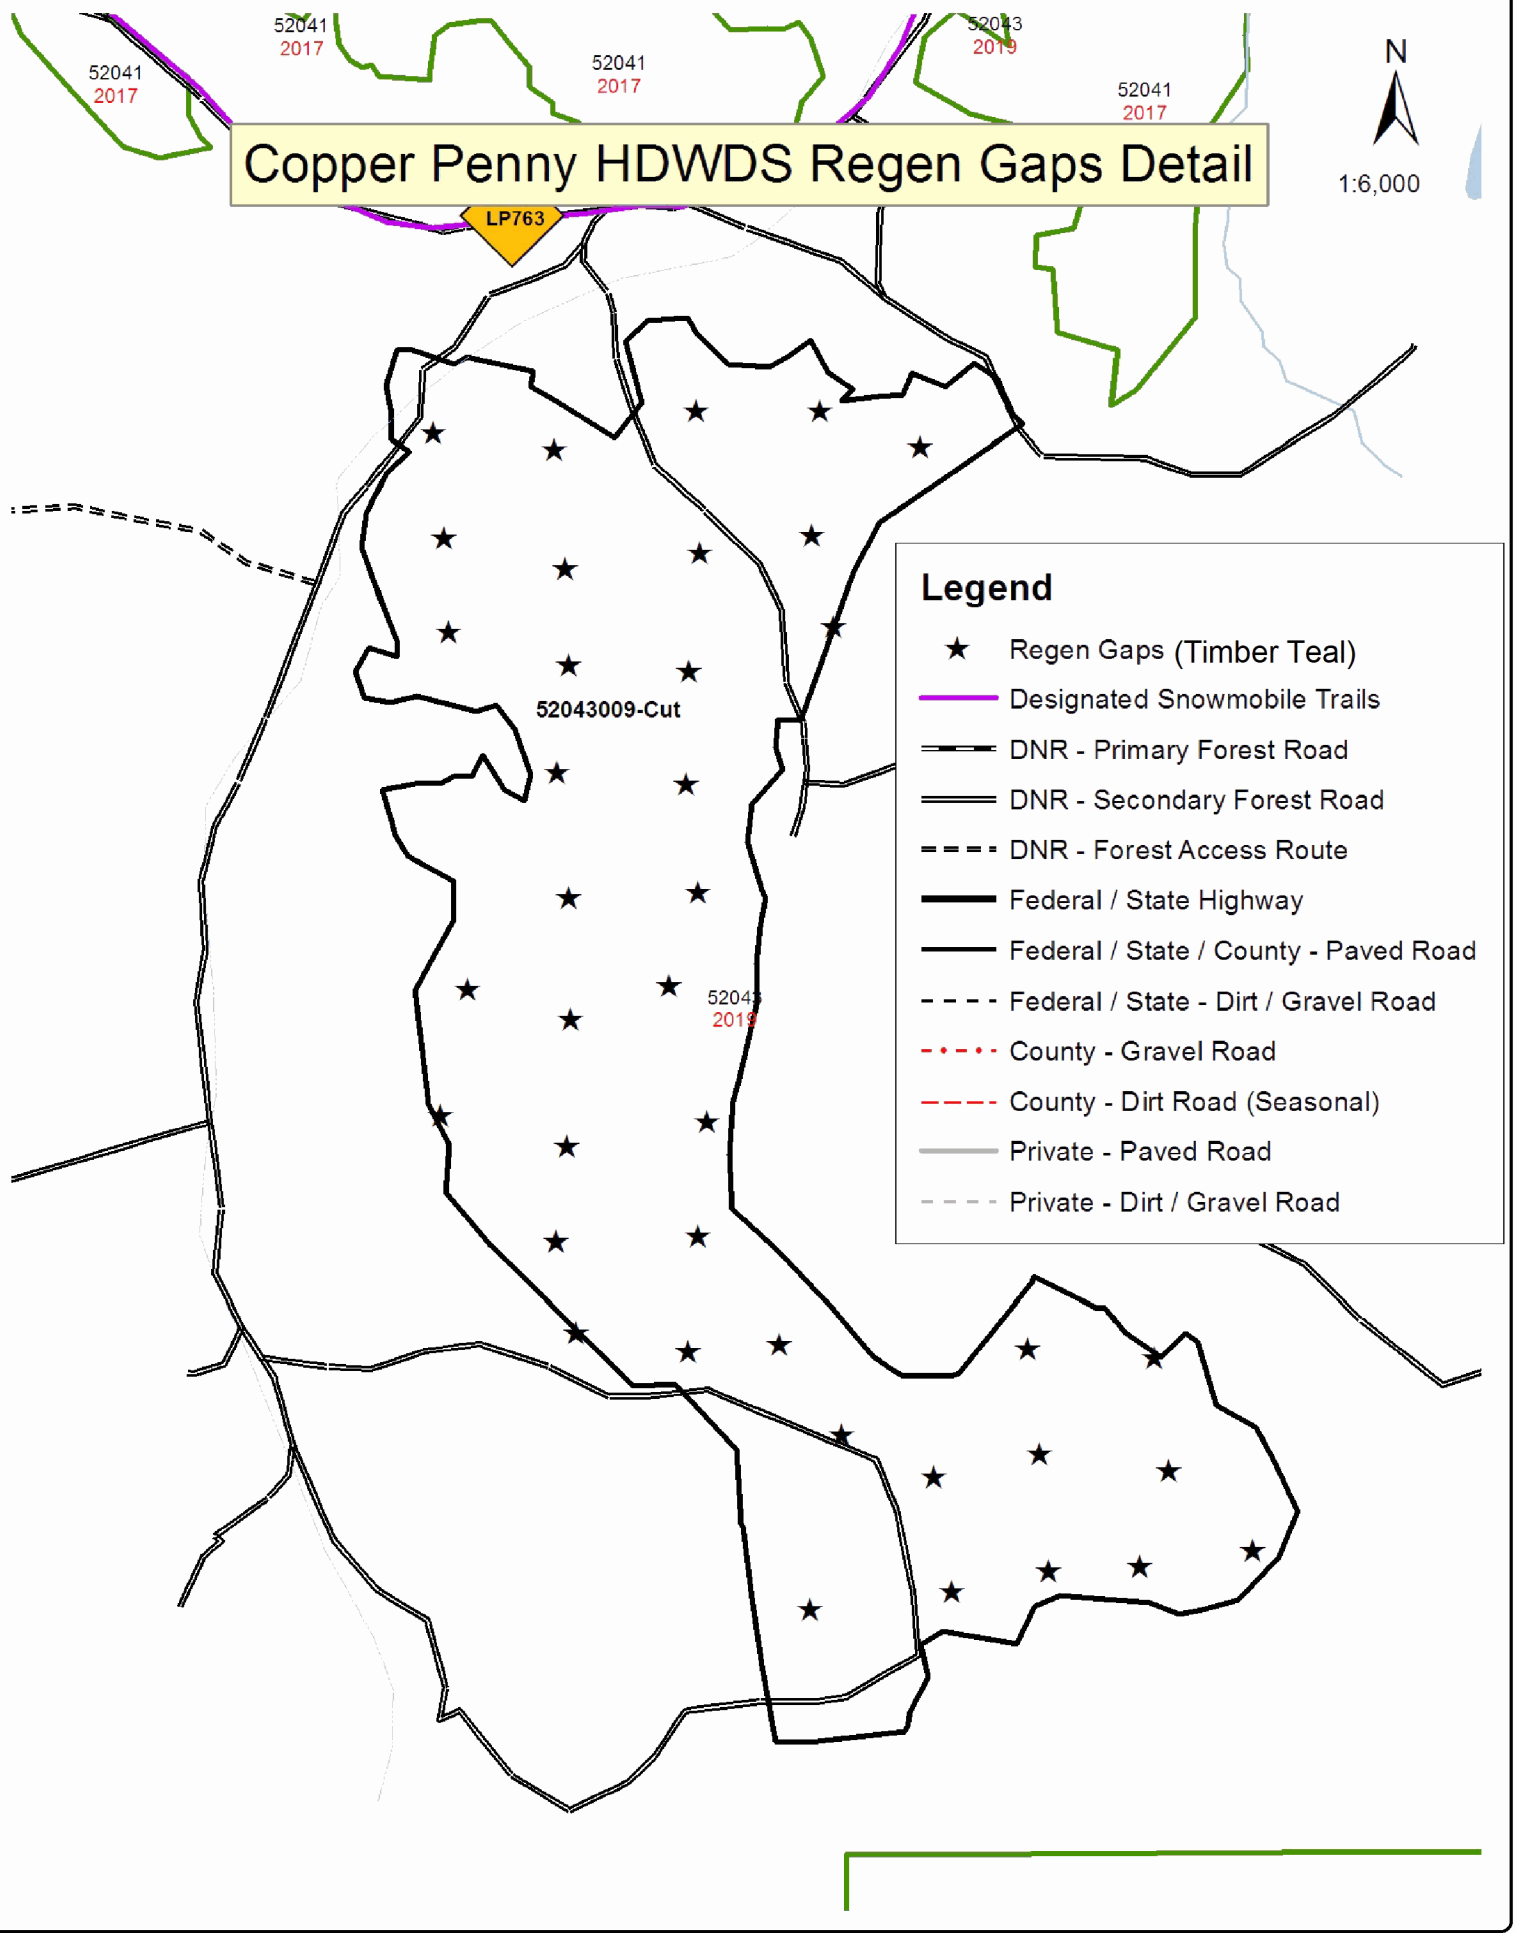 52041
2017
52043
2019
52041
2017
52041
2017
52041
2017
N
1:6,000
Copper Penny HDWDS Regen Gaps Detail
LP763
52043009-Cut
52043
2019
Legend
Regen Gaps (Timber Teal)
Designated Snowmobile Trails
DNR - Primary Forest Road
DNR - Secondary Forest Road
DNR - Forest Access Route
Federal / State Highway
Federal / State / County - Paved Road
Federal / State - Dirt / Gravel Road
County - Gravel Road
County - Dirt Road (Seasonal)
Private - Paved Road
Private - Dirt / Gravel Road